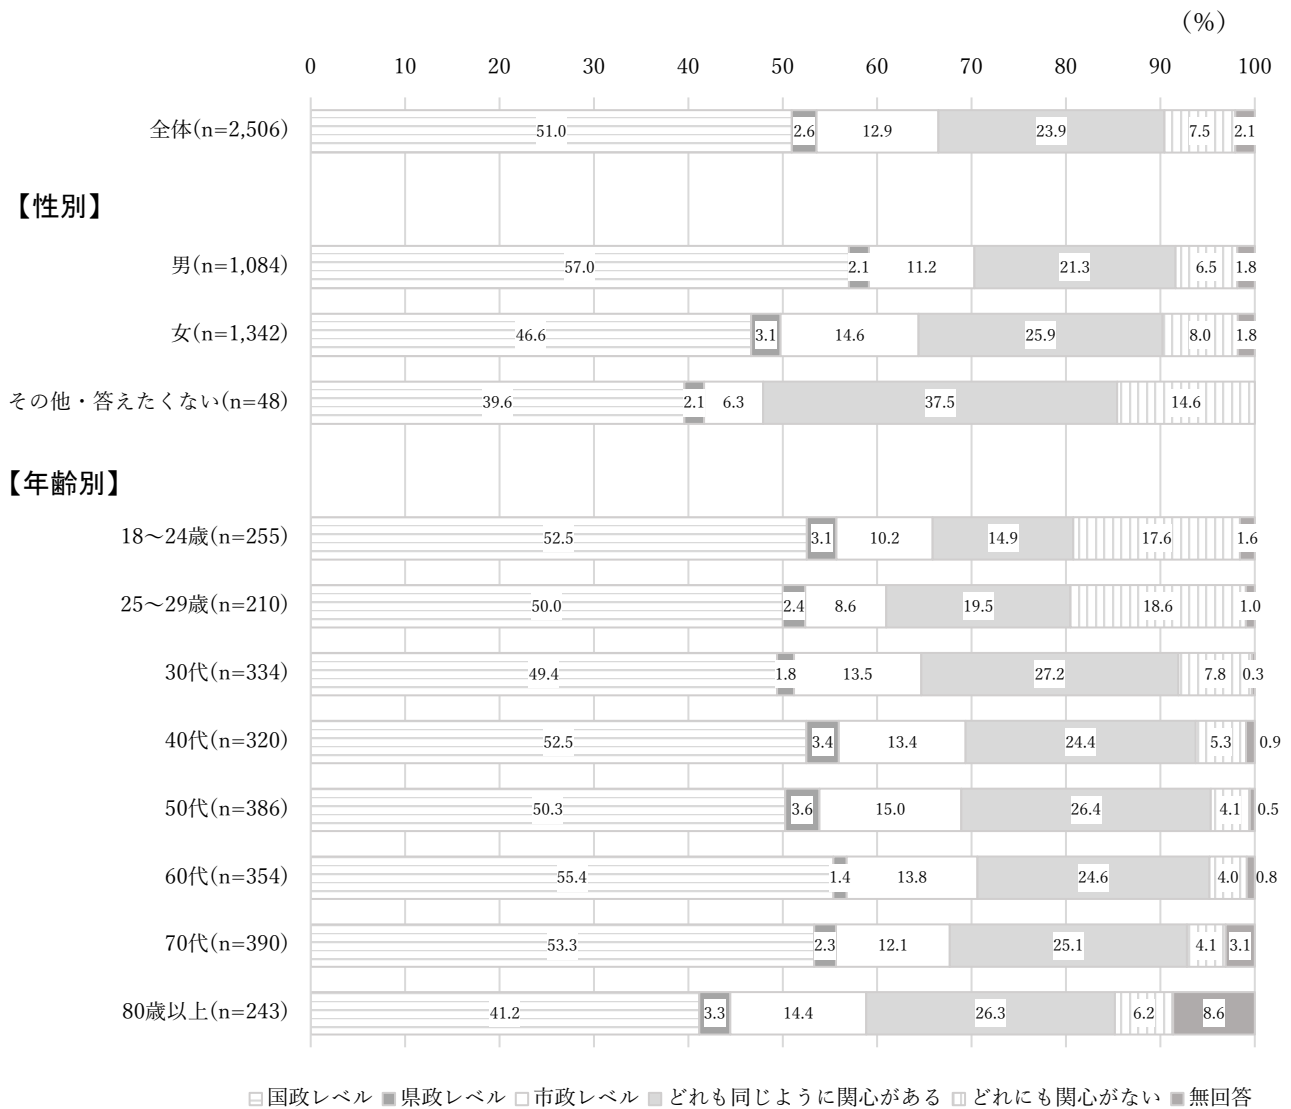 (%)
0 10 20 30 40 50 60 70 80 90 100
全体(n=2,506) 51.0 2.6 12.9 23.9 7.5 2.1
【性別】
男(n=1,084) 57.0 2.1 11.2 21.3 6.5 1.8
女(n=1,342) 46.6 3.1 14.6 25.9 8.0 1.8
その他・答えたくない(n=48) 39.6 2.1 6.3 37.5 14.6
【年齢別】
18～24歳(n=255) 52.5 3.1 10.2 14.9 17.6 1.6
25～29歳(n=210) 50.0 2.4 8.6 19.5 18.6 1.0
30代(n=334) 49.4 1.8 13.5 27.2 7.8 0.3
40代(n=320) 52.5 3.4 13.4 24.4 5.3 0.9
50代(n=386) 50.3 3.6 15.0 26.4 4.1 0.5
60代(n=354) 55.4 1.4 13.8 24.6 4.0 0.8
70代(n=390) 53.3 2.3 12.1 25.1 4.1 3.1
80歳以上(n=243) 41.2 3.3 14.4 26.3 6.2 8.6
国政レベル 県政レベル 市政レベル どれも同じように関心がある どれにも関心がない 無回答